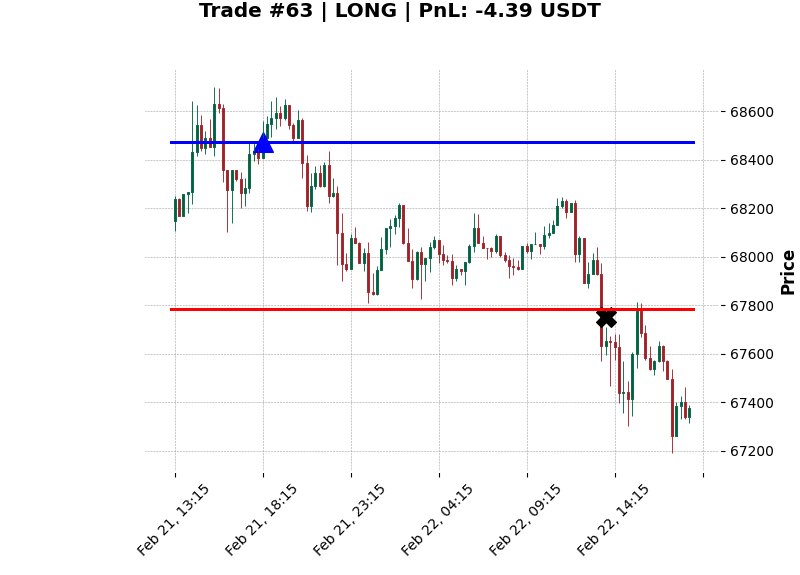 Trade #63 | LONG | PnL: -4.39 USDT
68600
68400
68200
68000
67800
67600
67400
67200
Price
Feb 21, 13:15
Feb 21, 18:15
Feb 21, 23:15
Feb 22, 04:15
Feb 22, 09:15
Feb 22, 14:15